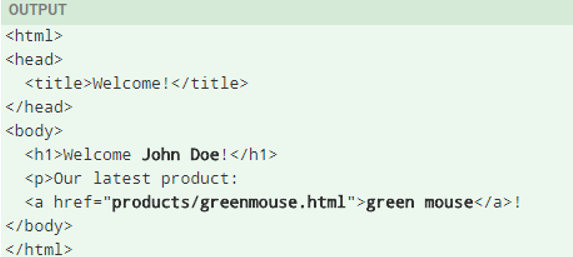 OUTPUT
<html>
<head>
  <title>Welcome!</title>
</head>
<body>
  <h1>Welcome John Doe!</h1>
  <p>Our latest product:
  <a href="products/greenmouse.html">green mouse</a>!
</body>
</html>